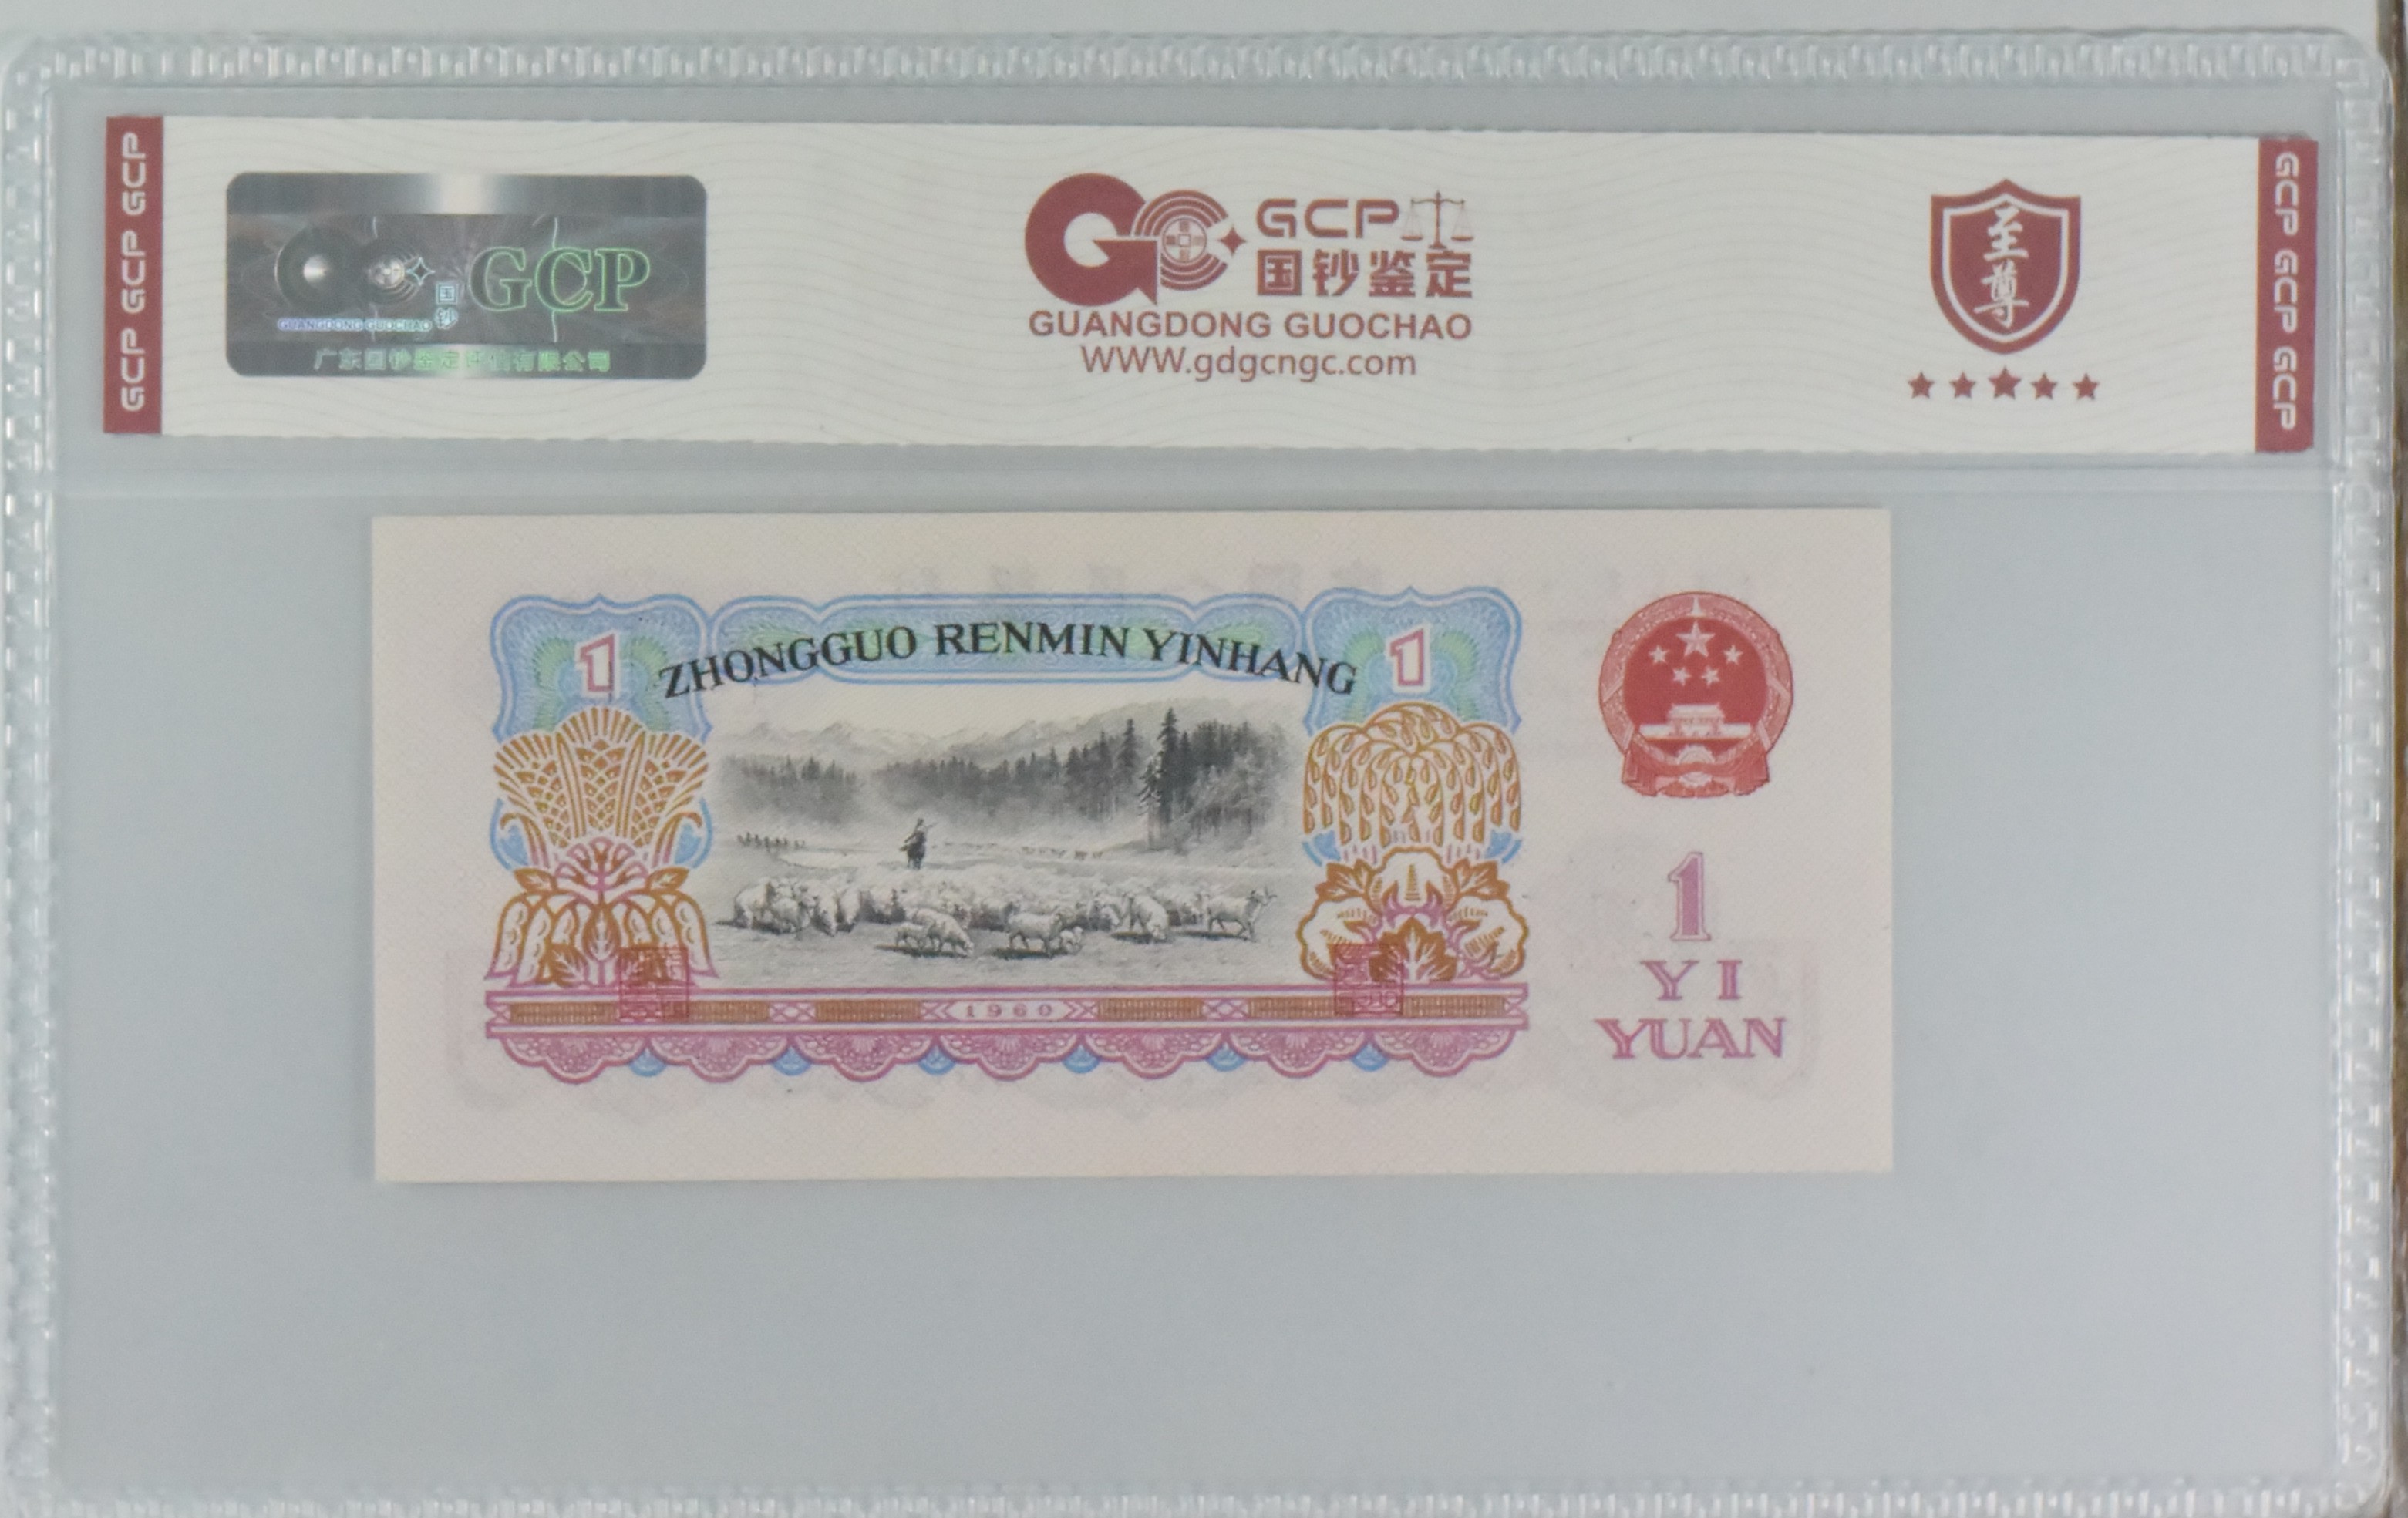 GCP GCP GCP
国钞
GCP
GUANGDONG GUOCHAO
广东国钞鉴定评估有限公司
GCP
国钞鉴定
GUANGDONG GUOCHAO
WWW.gdgcngc.com
至尊
GCP GCP GCP
ZHONGGUO RENMIN YINHANG
1
1
1960
1
YI
YUAN